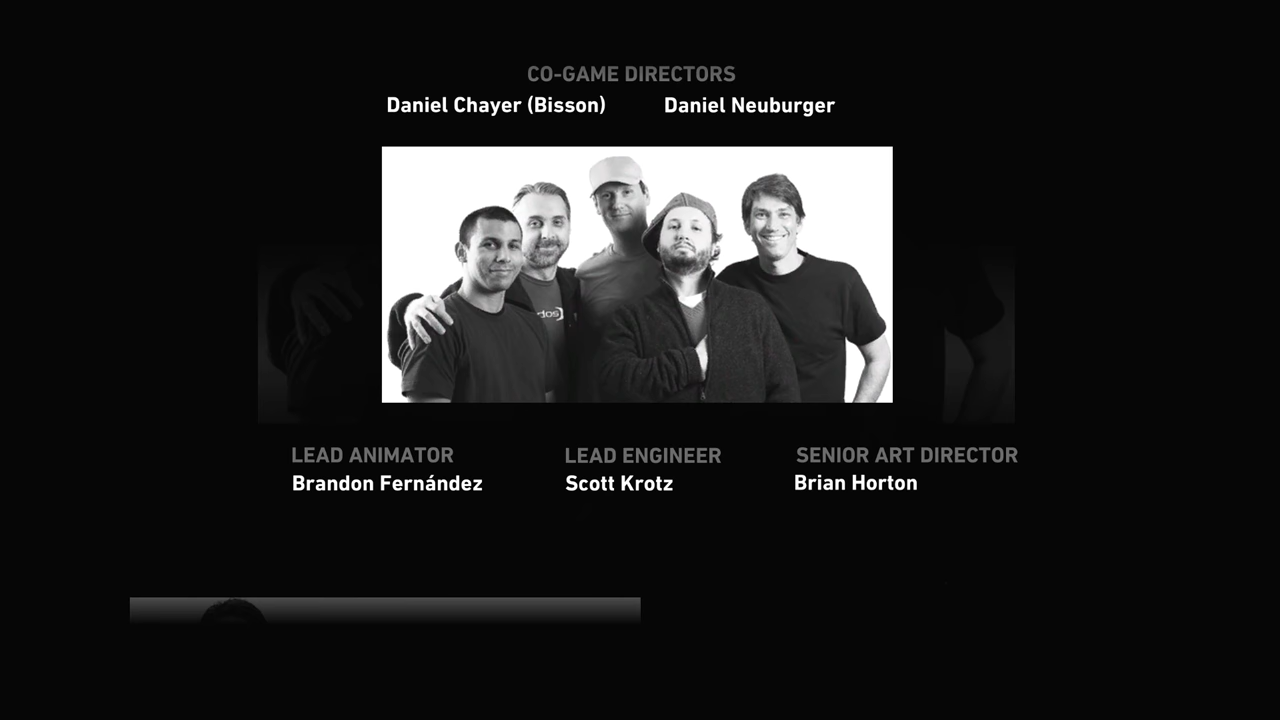 CO-GAME DIRECTORS
Daniel Chayer (Bisson) Daniel Neuburger
dos)
LEAD ANIMATOR LEAD ENGINEER SENIOR ART DIRECTOR
Brandon Fernández Scott Krotz Brian Horton